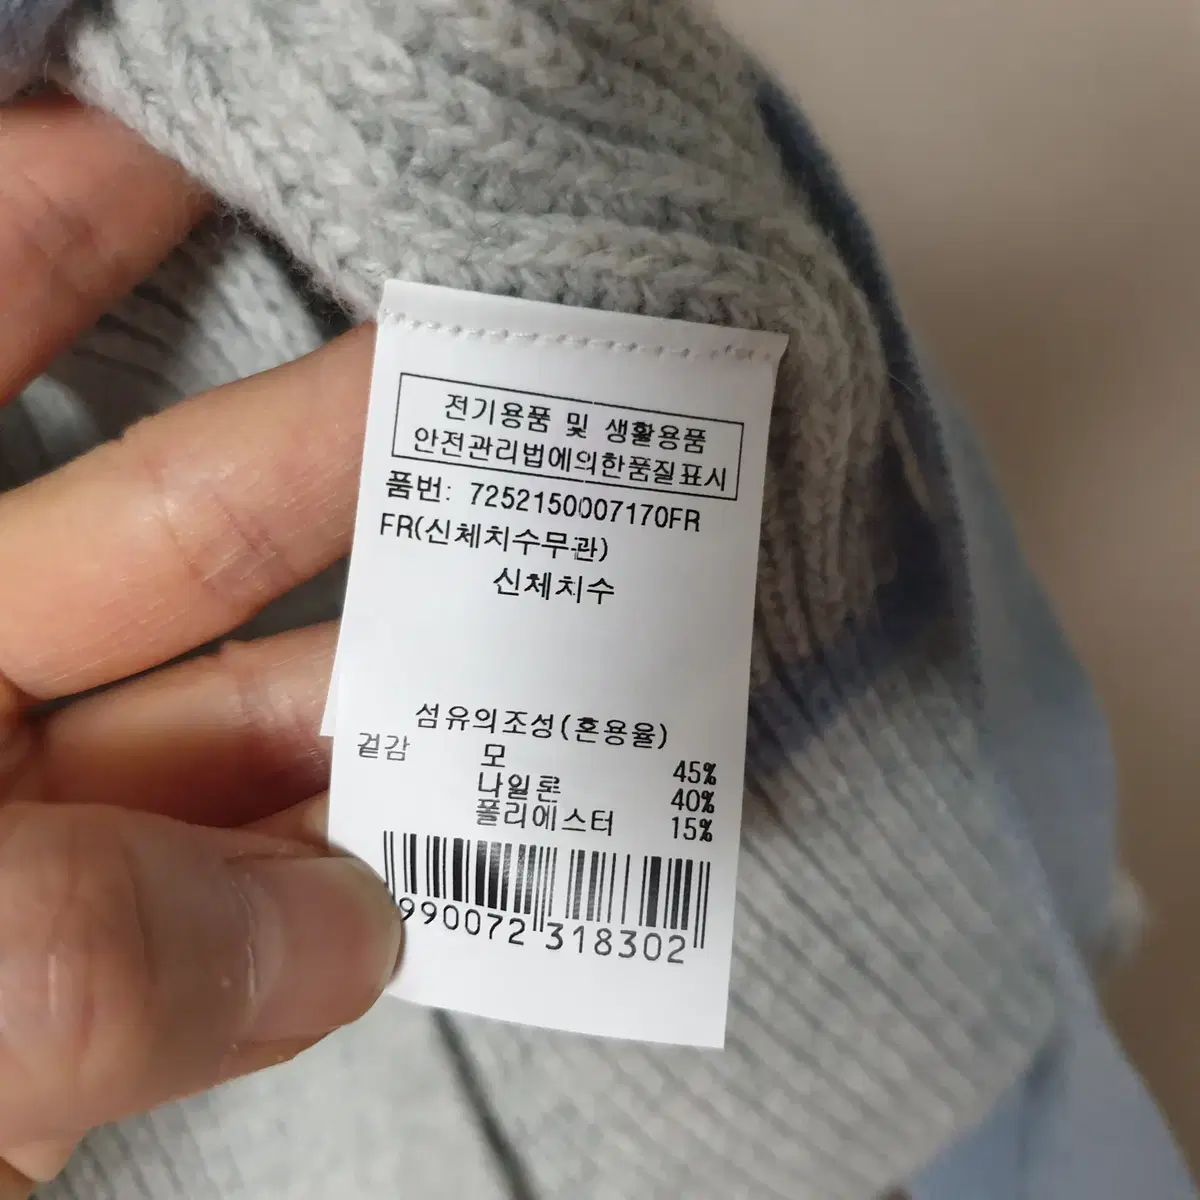 전기용품 및 생활용품
안전관리법에의한품질표시
품번: 7252150007170FR
FR(신체치수무관)
신체치수
섬유의조성(혼용율)
겉감 모 45%
나일론 40%
폴리에스터 15%
990072 318302